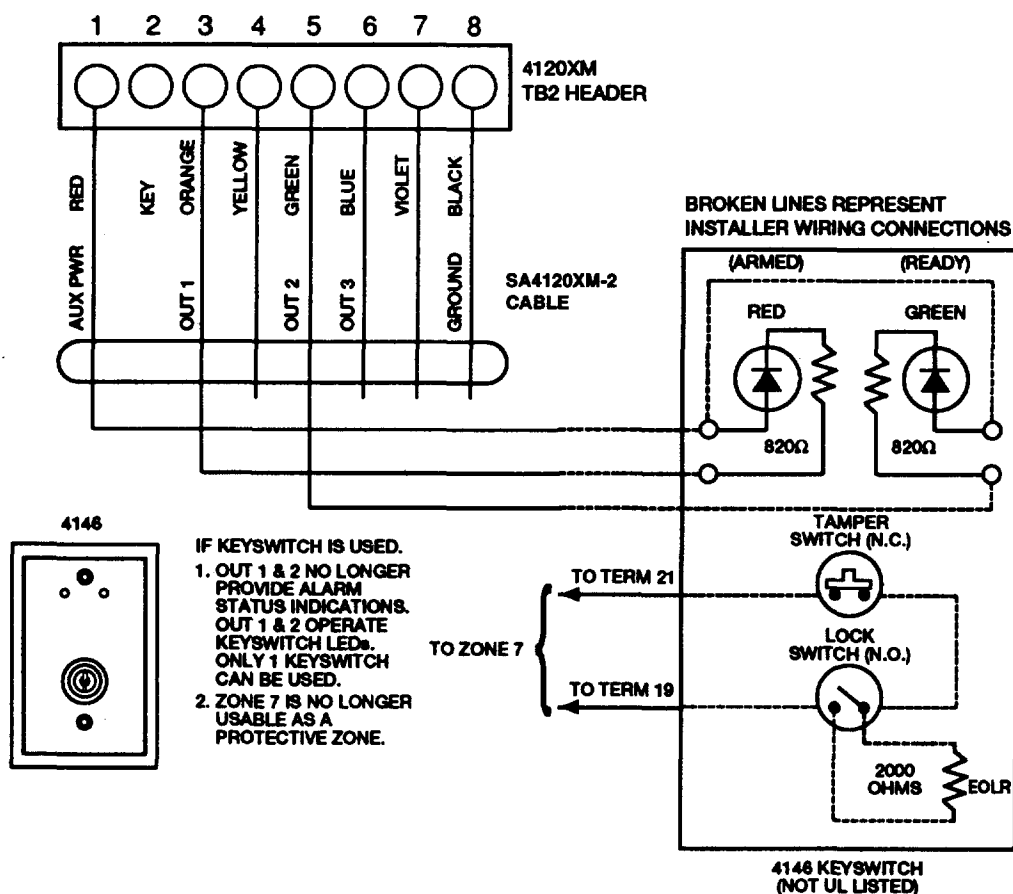 1 2 3 4 5 6 7 8
4120XM
TB2 HEADER
RED
KEY
ORANGE
YELLOW
GREEN
BLUE
VIOLET
BLACK
AUX PWR
OUT 1
OUT 2
OUT 3
GROUND
SA4120XM-2
CABLE
BROKEN LINES REPRESENT
INSTALLER WIRING CONNECTIONS
(ARMED)
(READY)
RED
GREEN
820Ω
820Ω
4146
IF KEYSWITCH IS USED.
1. OUT 1 & 2 NO LONGER
PROVIDE ALARM
STATUS INDICATIONS.
OUT 1 & 2 OPERATE
KEYSWITCH LEDs.
ONLY 1 KEYSWITCH
CAN BE USED.
2. ZONE 7 IS NO LONGER
USABLE AS A
PROTECTIVE ZONE.
TO ZONE 7
TO TERM 21
TO TERM 19
TAMPER
SWITCH (N.C.)
LOCK
SWITCH (N.O.)
2000
OHMS
EOLR
4146 KEYSWITCH
(NOT UL LISTED)